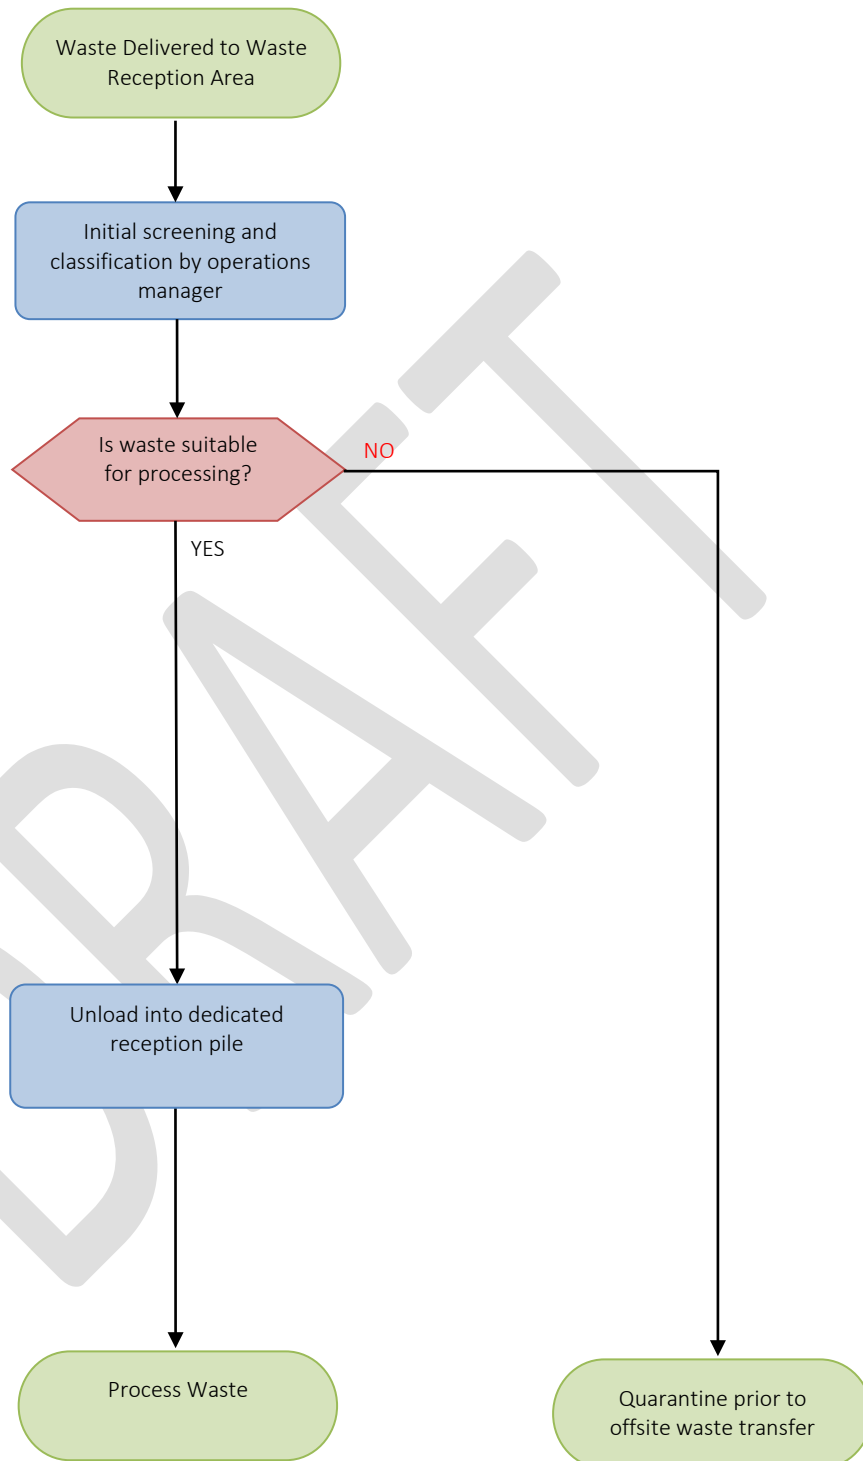 Waste Delivered to Waste
Reception Area
Initial screening and
classification by operations
manager
Is waste suitable
for processing?
NO
YES
Unload into dedicated
reception pile
Process Waste
Quarantine prior to
offsite waste transfer
DRAFT